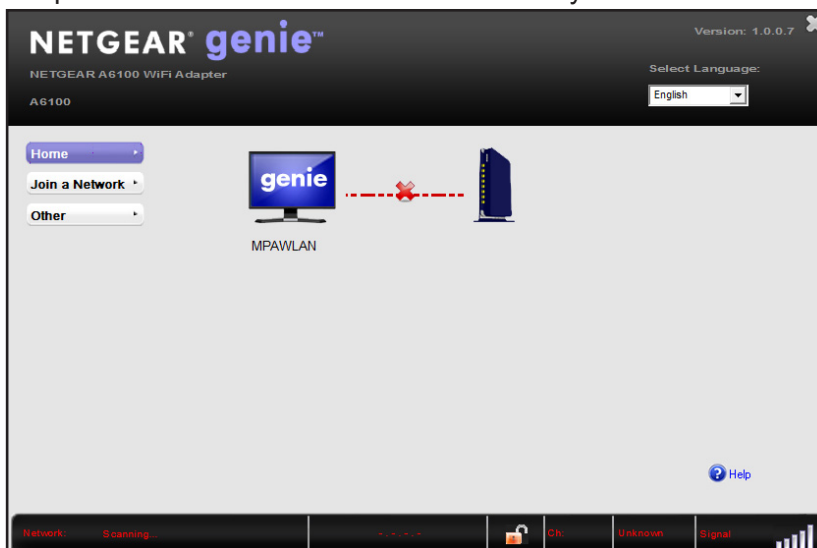 NETGEAR® genie™
Version: 1.0.0.7
NETGEAR A6100 WiFi Adapter
Select Language:
A6100
English
Home
Join a Network
Other
genie
MPAWLAN
Help
Network: Scanning... -.-.-.- Ch: Unknown Signal